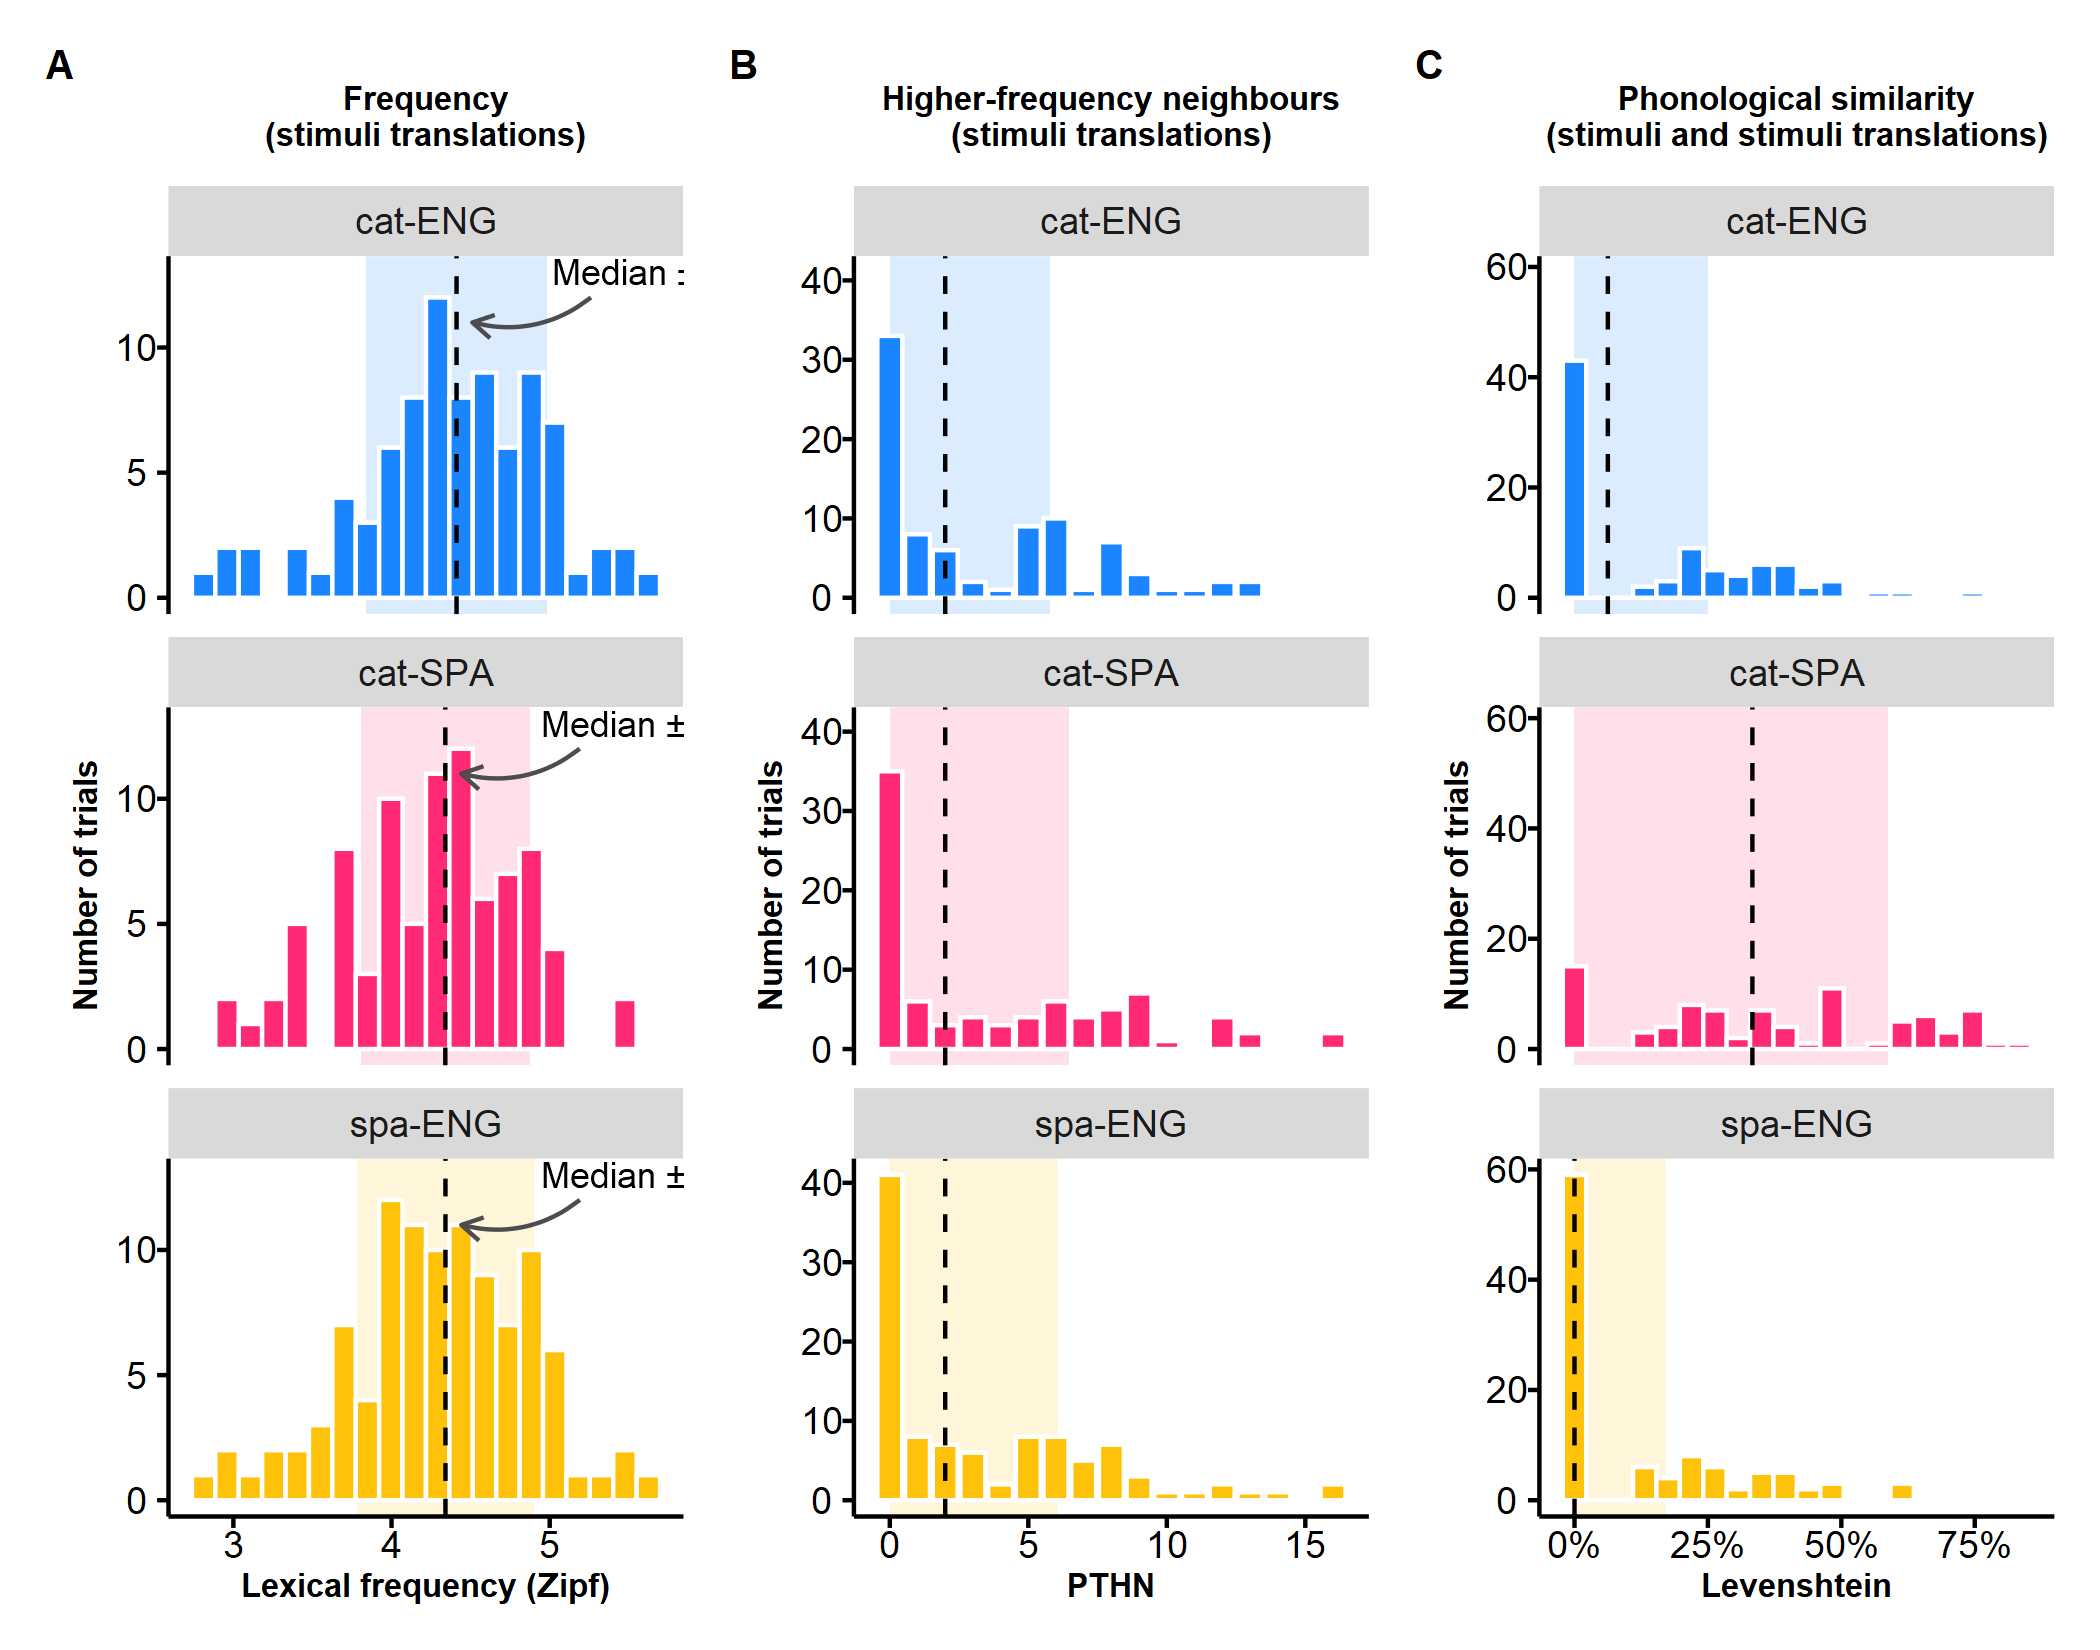 A
Frequency
(stimuli translations)
cat-ENG
Median ±
10
5
0
cat-SPA
Median ±
10
5
0
spa-ENG
Median ±
10
5
0
Number of trials
3 4 5
Lexical frequency (Zipf)
B
Higher-frequency neighbours
(stimuli translations)
cat-ENG
40
30
20
10
0
cat-SPA
40
30
20
10
0
spa-ENG
40
30
20
10
0
Number of trials
0 5 10 15
PTHN
C
Phonological similarity
(stimuli and stimuli translations)
cat-ENG
60
40
20
0
cat-SPA
60
40
20
0
spa-ENG
60
40
20
0
Number of trials
0% 25% 50% 75%
Levenshtein